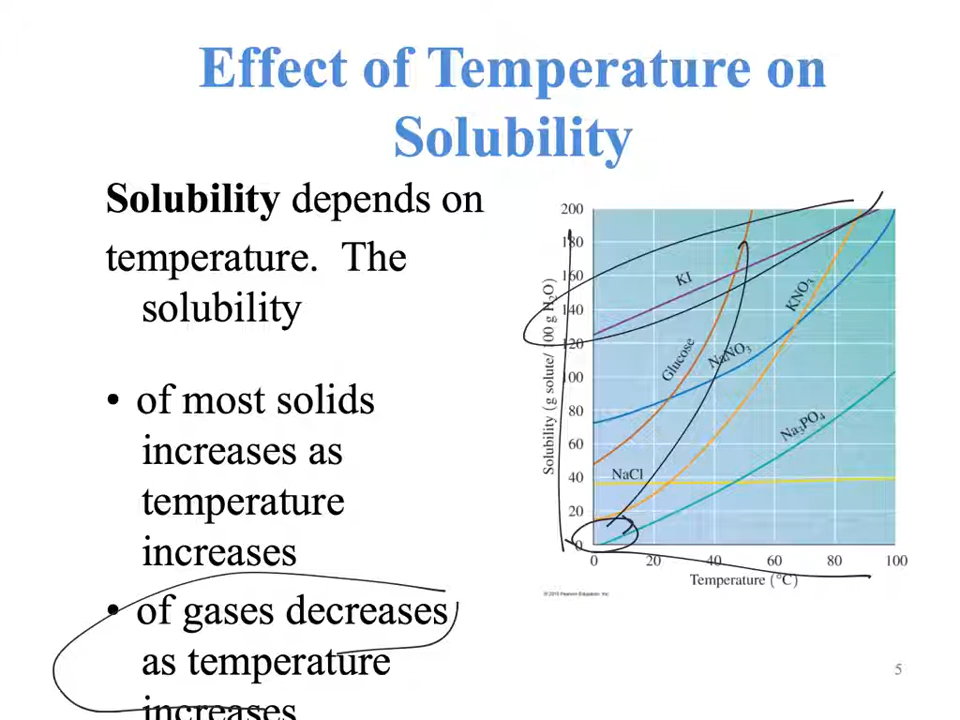 Effect of Temperature on
Solubility
Solubility depends on
temperature. The
solubility
• of most solids
increases as
temperature
increases
• of gases decreases
as temperature
increases
Solubility (g solute/ 100 g H₂O)
200
180
160
140
120
100
80
60
40
20
0
KI
KNO₃
Glucose
NaNO₃
Na₃PO₄
NaCl
0 20 40 60 80 100
Temperature (°C)
© 2015 Pearson Education, Inc.
5